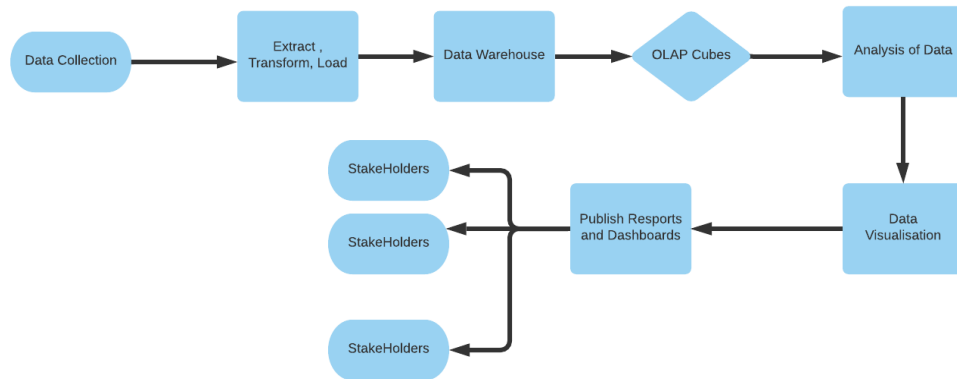 Data Collection
Extract ,
Transform, Load
Data Warehouse
OLAP Cubes
Analysis of Data
StakeHolders
StakeHolders
StakeHolders
Publish Resports
and Dashboards
Data
Visualisation